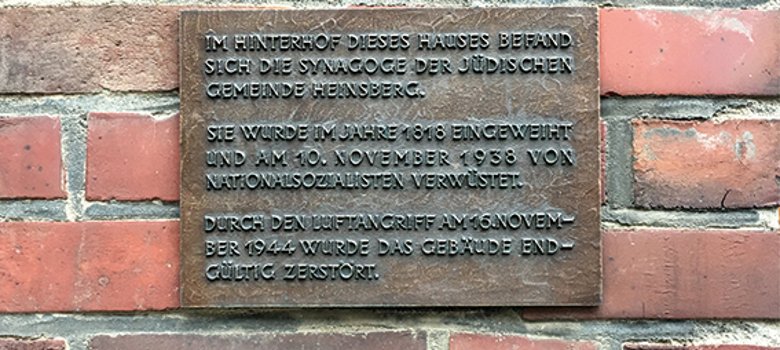 IM HINTERHOF DIESES HAUSES BEFAND
SICH DIE SYNAGOGE DER JÜDISCHEN
GEMEINDE HEINSBERG.
SIE WURDE IM JAHRE 1818 EINGEWEIHT
UND AM 10. NOVEMBER 1938 VON
NATIONALSOZIALISTEN VERWÜSTET.
DURCH DEN LUFTANGRIFF AM 16.NOVEM-
BER 1944 WURDE DAS GEBÄUDE END-
GÜLTIG ZERSTÖRT.